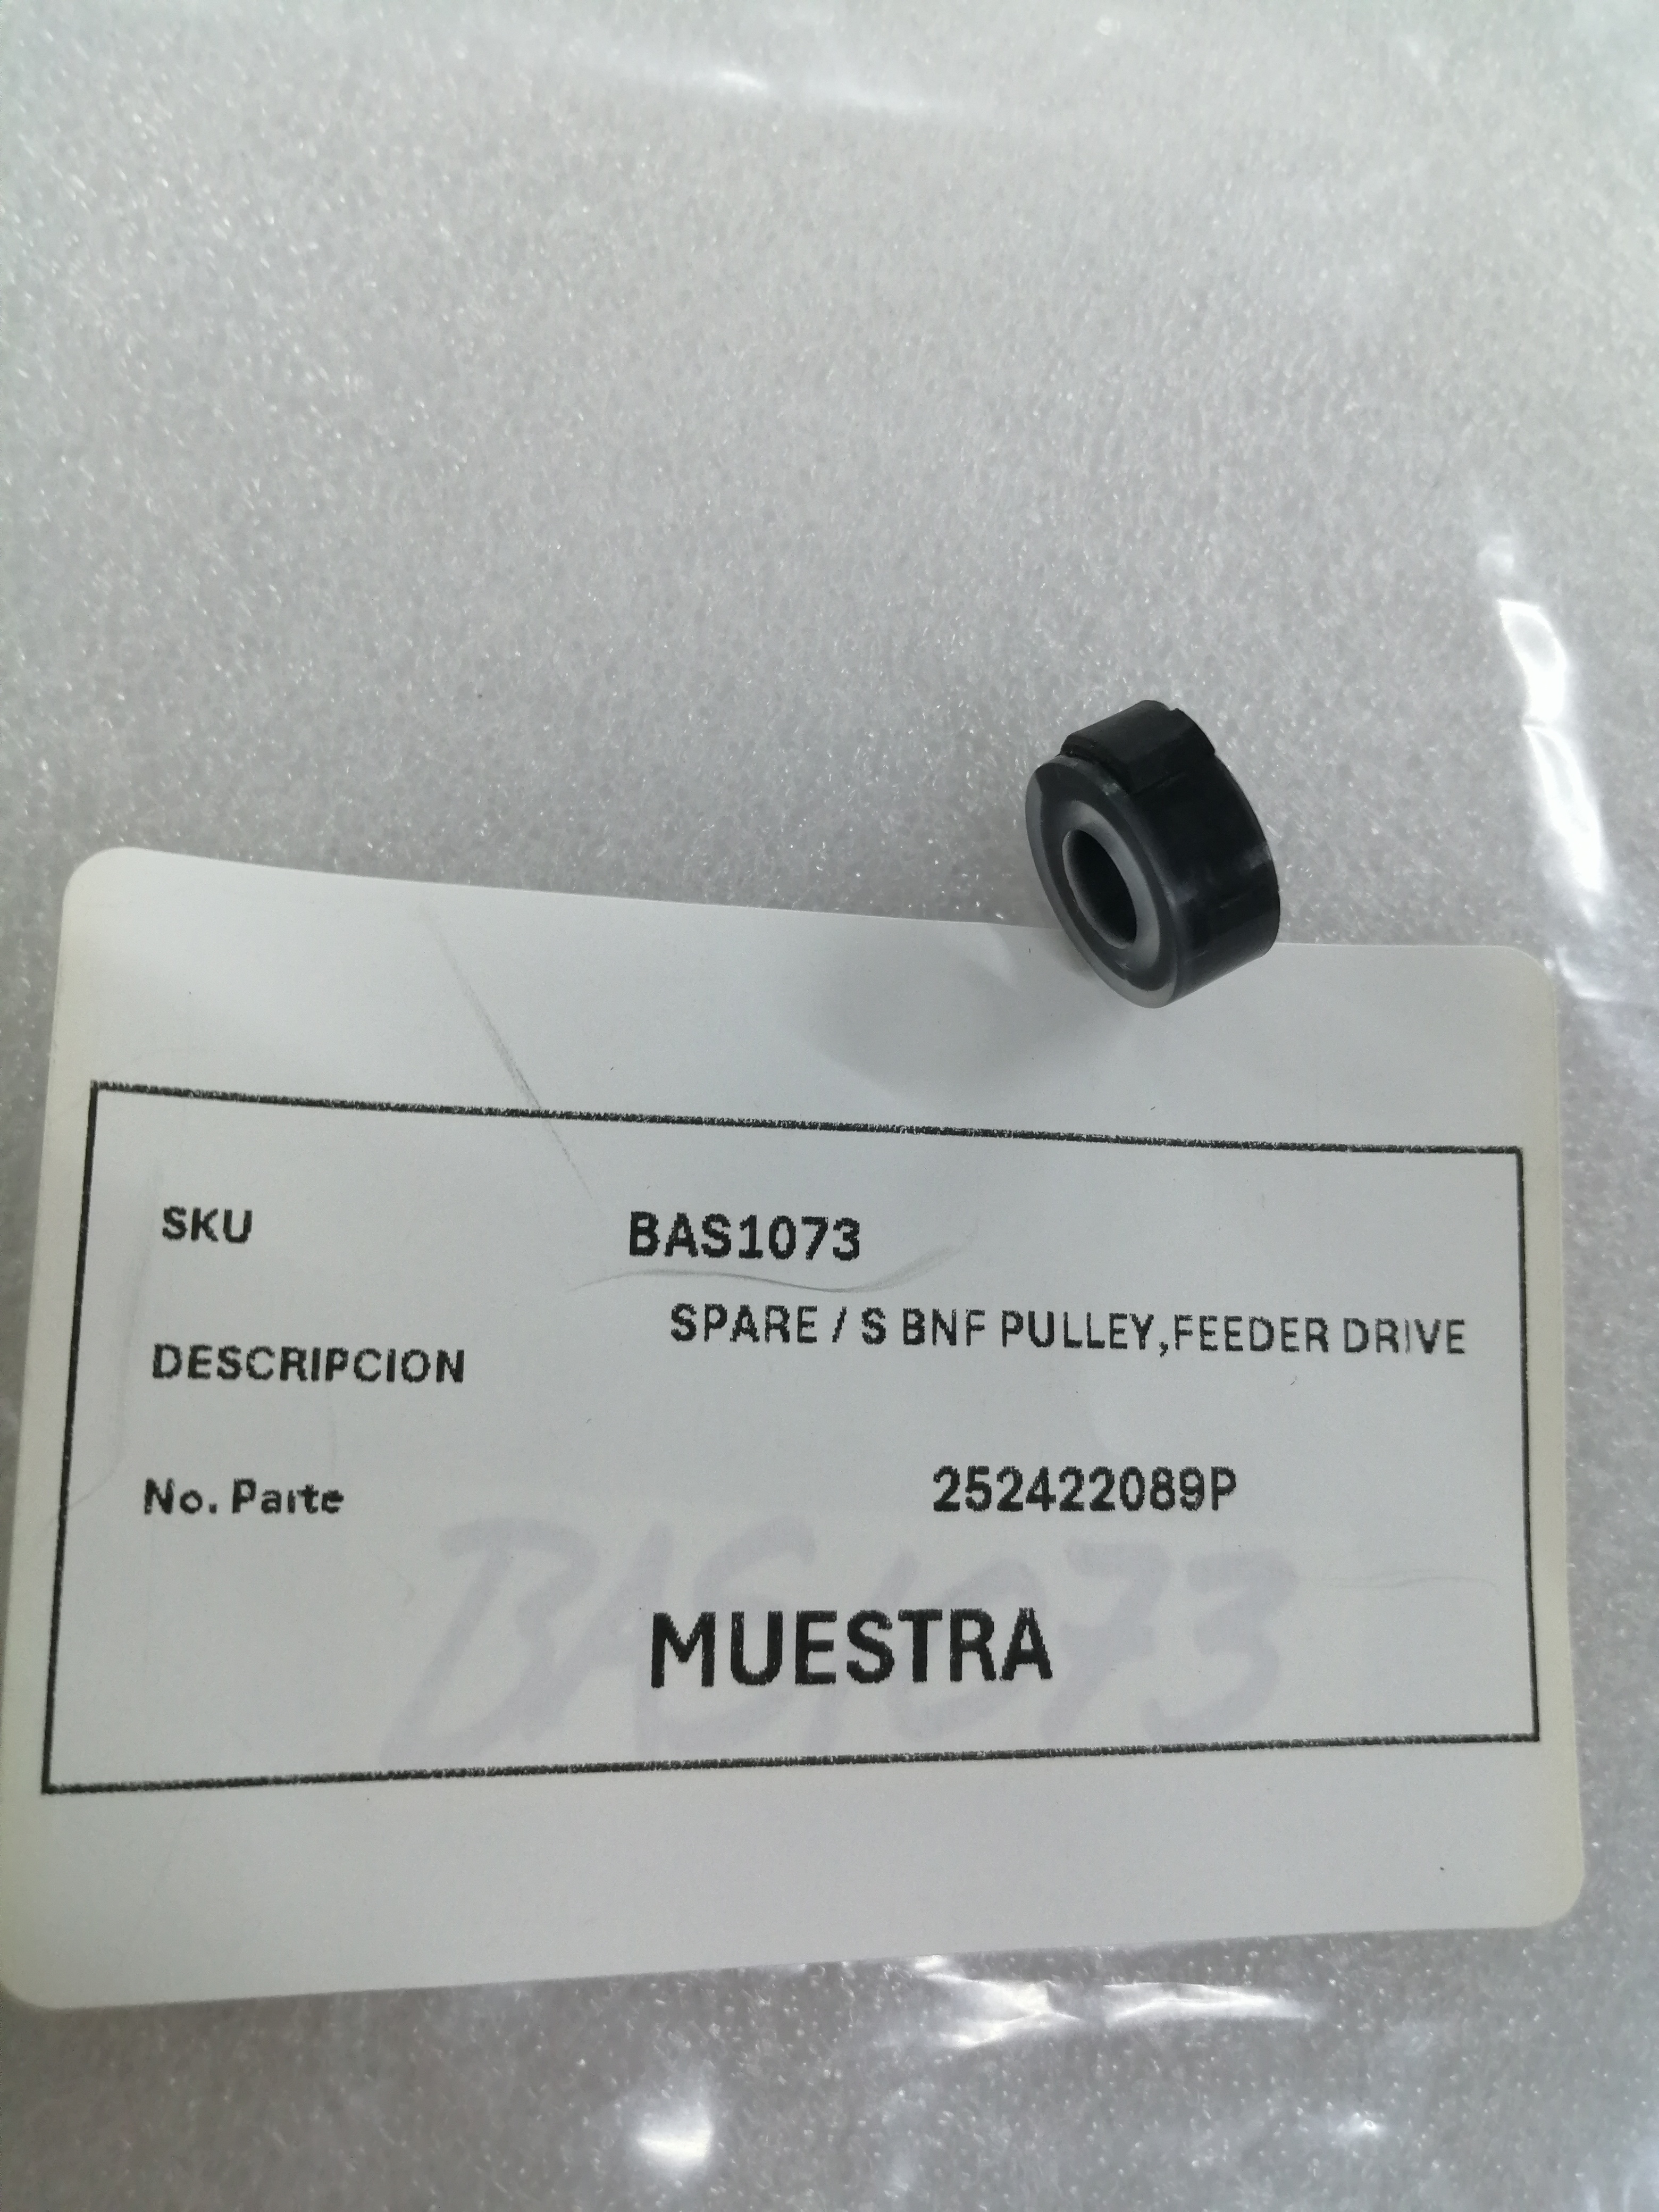 SKU BAS1073
DESCRIPCION SPARE / S BNF PULLEY,FEEDER DRIVE
No. Parte 252422089P
BAS1073
MUESTRA